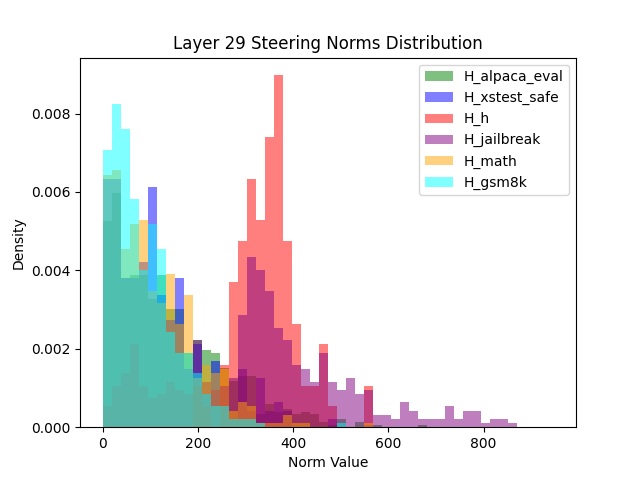 Layer 29 Steering Norms Distribution
H_alpaca_eval
H_xstest_safe
H_h
H_jailbreak
H_math
H_gsm8k
Density
0.008
0.006
0.004
0.002
0.000
0 200 400 600 800
Norm Value